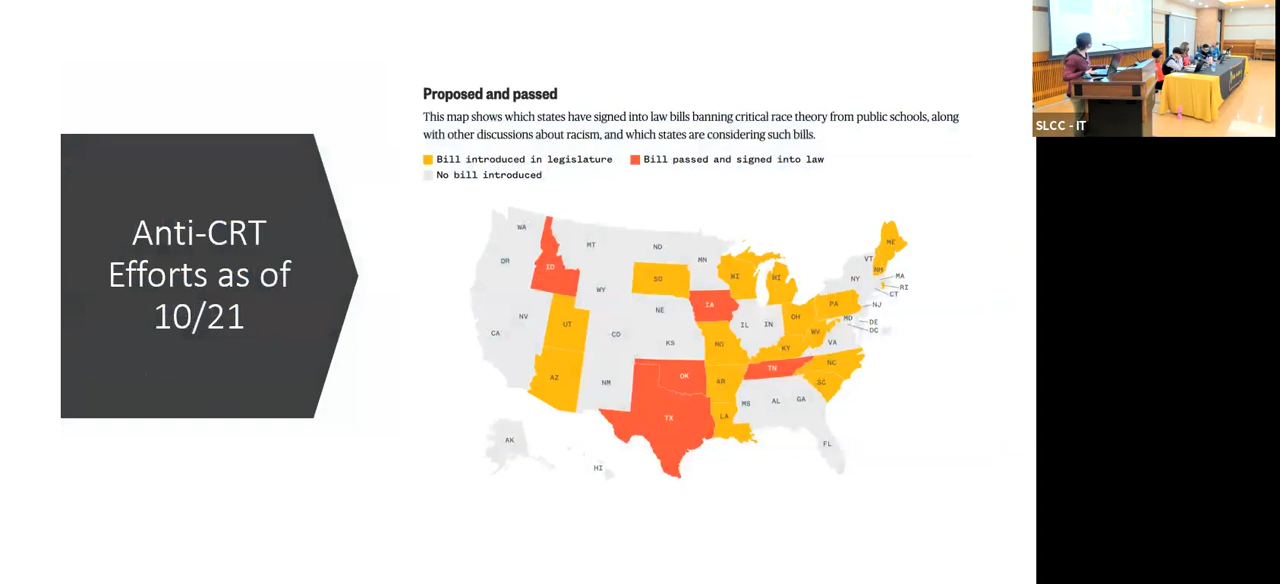 Anti-CRT
Efforts as of
10/21
Proposed and passed
This map shows which states have signed into law bills banning critical race theory from public schools, along
with other discussions about racism, and which states are considering such bills.
Bill introduced in legislature
Bill passed and signed into law
No bill introduced
WA
MT
ND
MN
OR
ID
WY
SD
WI
MI
ME
VT
NH
NY
MA
RI
CT
NV
UT
NE
IA
PA
NJ
CA
CO
KS
IL
IN
OH
MD
DE
DC
MO
KY
WV
VA
AZ
NM
OK
AR
TN
NC
SC
TX
LA
MS
AL
GA
AK
HI
FL
SLCC - IT